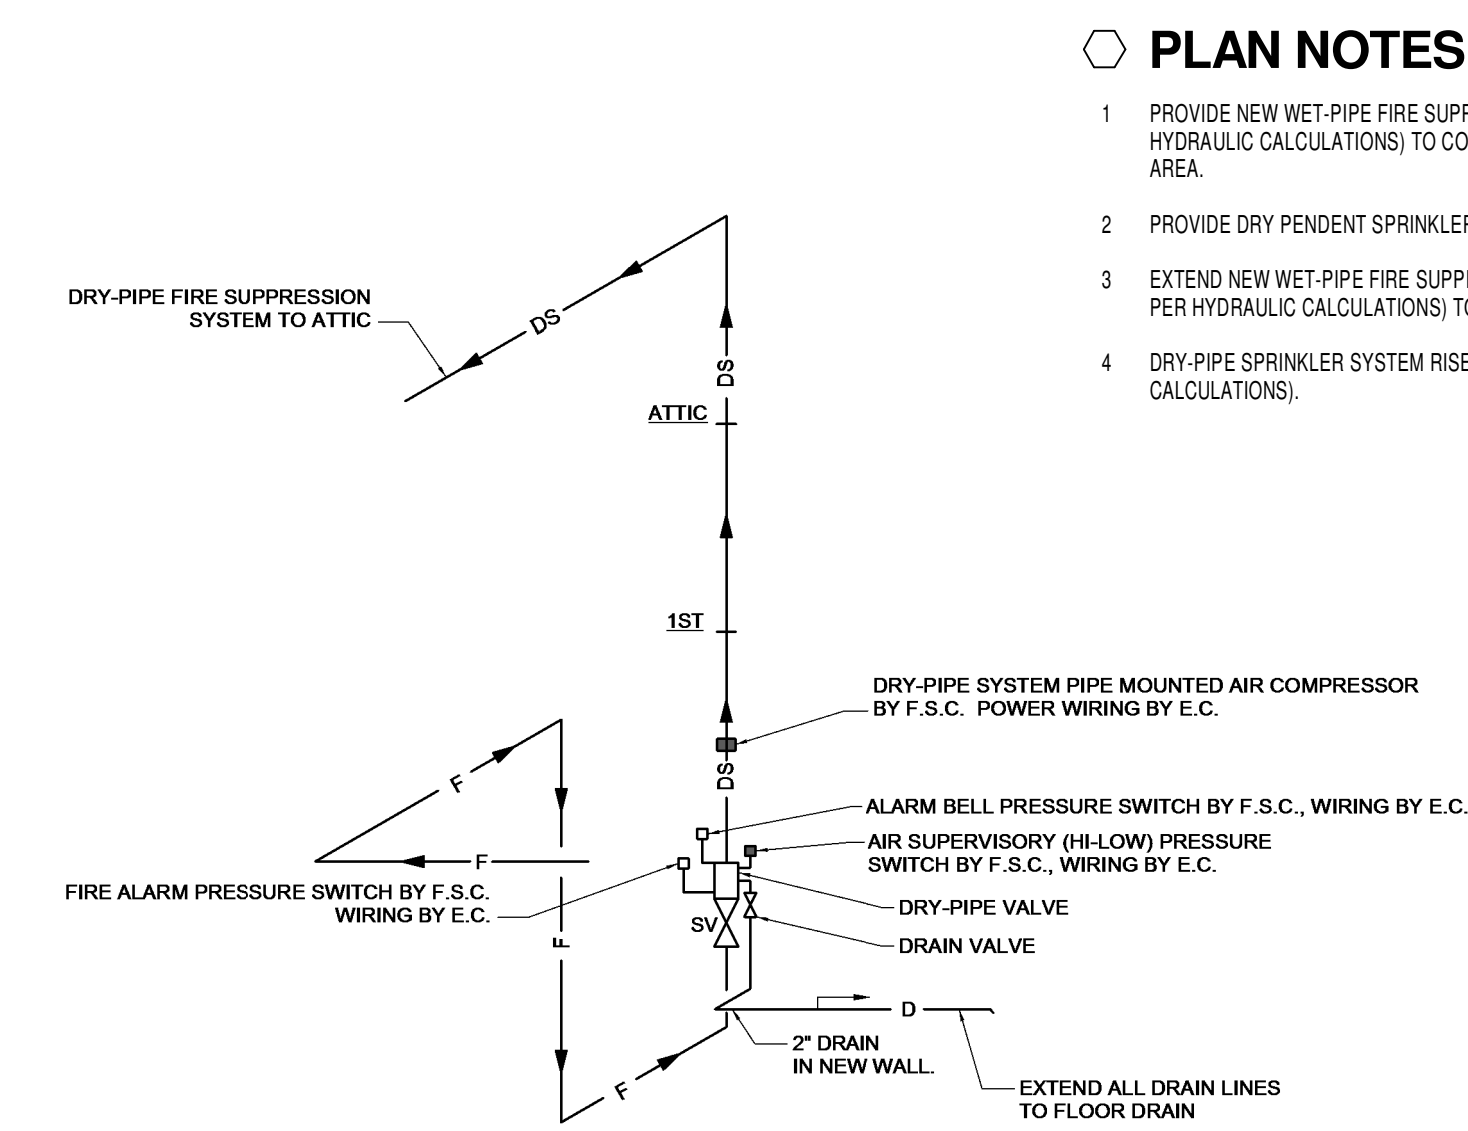 PLAN NOTES
1 PROVIDE NEW WET-PIPE FIRE SUPP
HYDRAULIC CALCULATIONS) TO CO
AREA.
2 PROVIDE DRY PENDENT SPRINKLER
3 EXTEND NEW WET-PIPE FIRE SUPP
PER HYDRAULIC CALCULATIONS) TO
4 DRY-PIPE SPRINKLER SYSTEM RISE
CALCULATIONS).
DRY-PIPE FIRE SUPPRESSION
SYSTEM TO ATTIC
DS
DS
ATTIC
1ST
DRY-PIPE SYSTEM PIPE MOUNTED AIR COMPRESSOR
BY F.S.C. POWER WIRING BY E.C.
DS
F
ALARM BELL PRESSURE SWITCH BY F.S.C., WIRING BY E.C.
AIR SUPERVISORY (HI-LOW) PRESSURE
SWITCH BY F.S.C., WIRING BY E.C.
F
FIRE ALARM PRESSURE SWITCH BY F.S.C.
WIRING BY E.C.
DRY-PIPE VALVE
SV
F
DRAIN VALVE
D
2" DRAIN
IN NEW WALL.
F
EXTEND ALL DRAIN LINES
TO FLOOR DRAIN